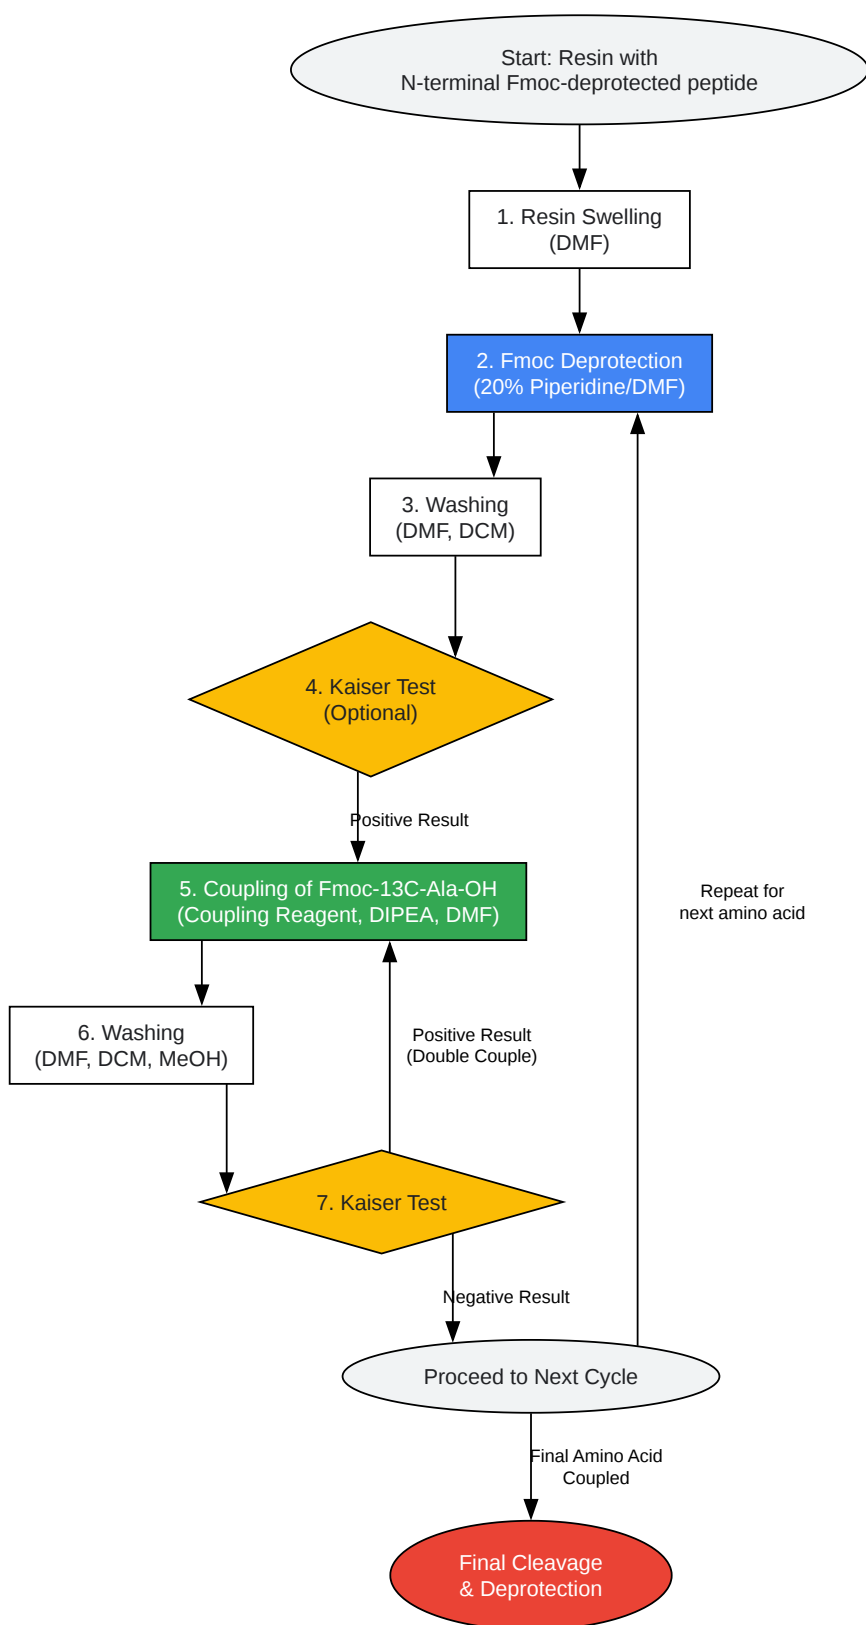 Start: Resin with
N-terminal Fmoc-deprotected peptide
1. Resin Swelling
(DMF)
2. Fmoc Deprotection
(20% Piperidine/DMF)
3. Washing
(DMF, DCM)
4. Kaiser Test
(Optional)
Positive Result
5. Coupling of Fmoc-13C-Ala-OH
(Coupling Reagent, DIPEA, DMF)
Repeat for
next amino acid
6. Washing
(DMF, DCM, MeOH)
Positive Result
(Double Couple)
7. Kaiser Test
Negative Result
Proceed to Next Cycle
Final Amino Acid
Coupled
Final Cleavage
& Deprotection